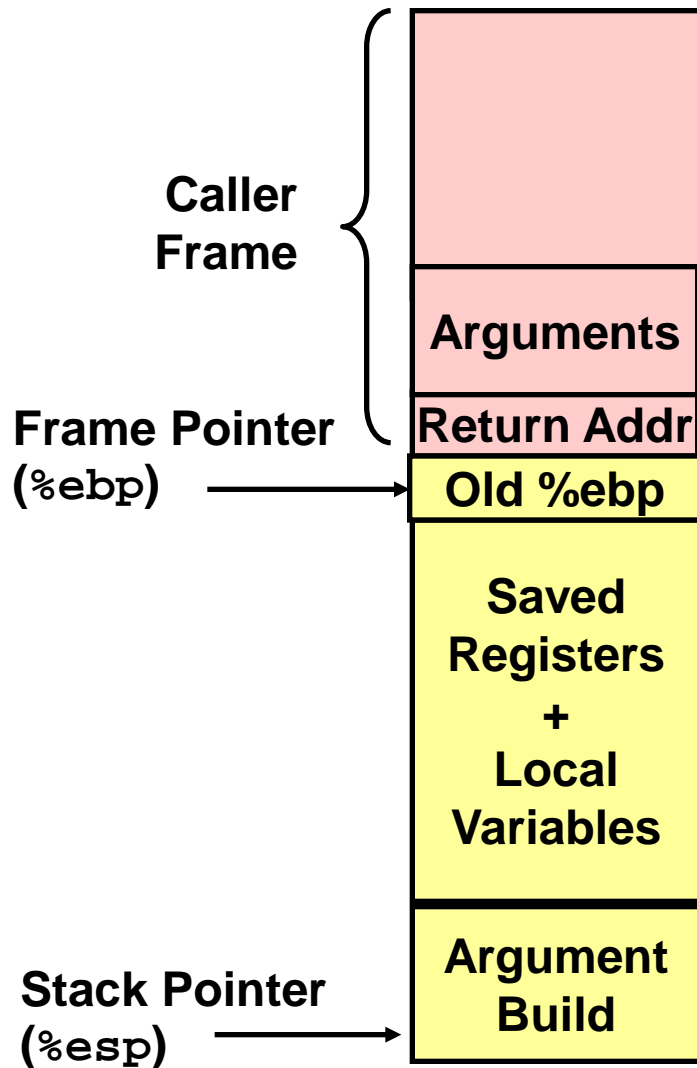 Caller
Frame
Arguments
Frame Pointer
(%ebp)
Return Addr
Old %ebp
Saved
Registers
+
Local
Variables
Argument
Build
Stack Pointer
(%esp)